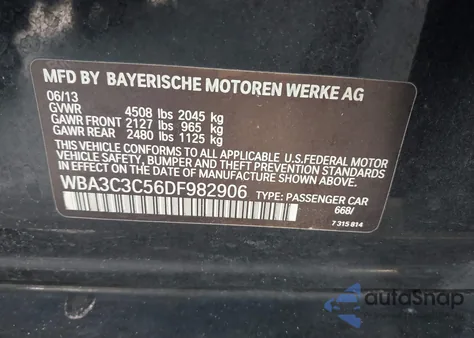 MFD BY BAYERISCHE MOTOREN WERKE AG
06/13
GVWR 4508 lbs 2045 kg
GAWR FRONT 2127 lbs 965 kg
GAWR REAR 2480 lbs 1125 kg
THIS VEHICLE CONFORMS TO ALL APPLICABLE U.S.FEDERAL MOTOR
VEHICLE SAFETY, BUMPER AND THEFT PREVENTION STANDARDS
IN EFFECT ON THE DATE OF MANUFACTURE SHOWN ABOVE.
WBA3C3C56DF982906 TYPE: PASSENGER CAR
668/
7 315 814
autoSnap